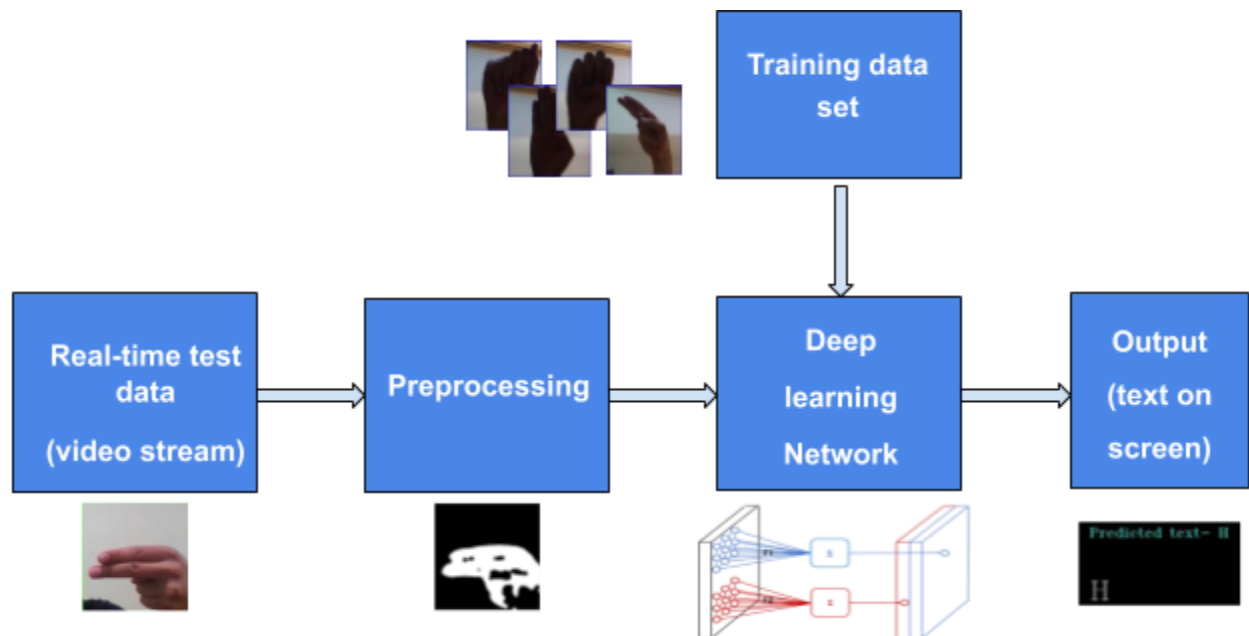 Training data
set
Real-time test
data
(video stream)
Preprocessing
Deep
learning
Network
Output
(text on
screen)
Predicted text- H
H